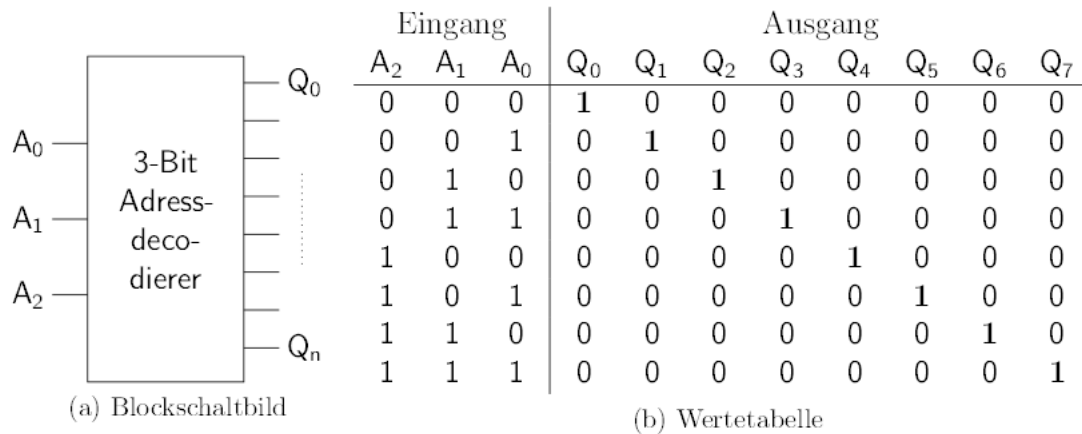 Q₀
A₀
A₁
A₂
3-Bit
Adress-
deco-
dierer
Qₙ
(a) Blockschaltbild
Eingang Ausgang
A₂ A₁ A₀ Q₀ Q₁ Q₂ Q₃ Q₄ Q₅ Q₆ Q₇
0 0 0 1 0 0 0 0 0 0 0
0 0 1 0 1 0 0 0 0 0 0
0 1 0 0 0 1 0 0 0 0 0
0 1 1 0 0 0 1 0 0 0 0
1 0 0 0 0 0 0 1 0 0 0
1 0 1 0 0 0 0 0 1 0 0
1 1 0 0 0 0 0 0 0 1 0
1 1 1 0 0 0 0 0 0 0 1
(b) Wertetabelle